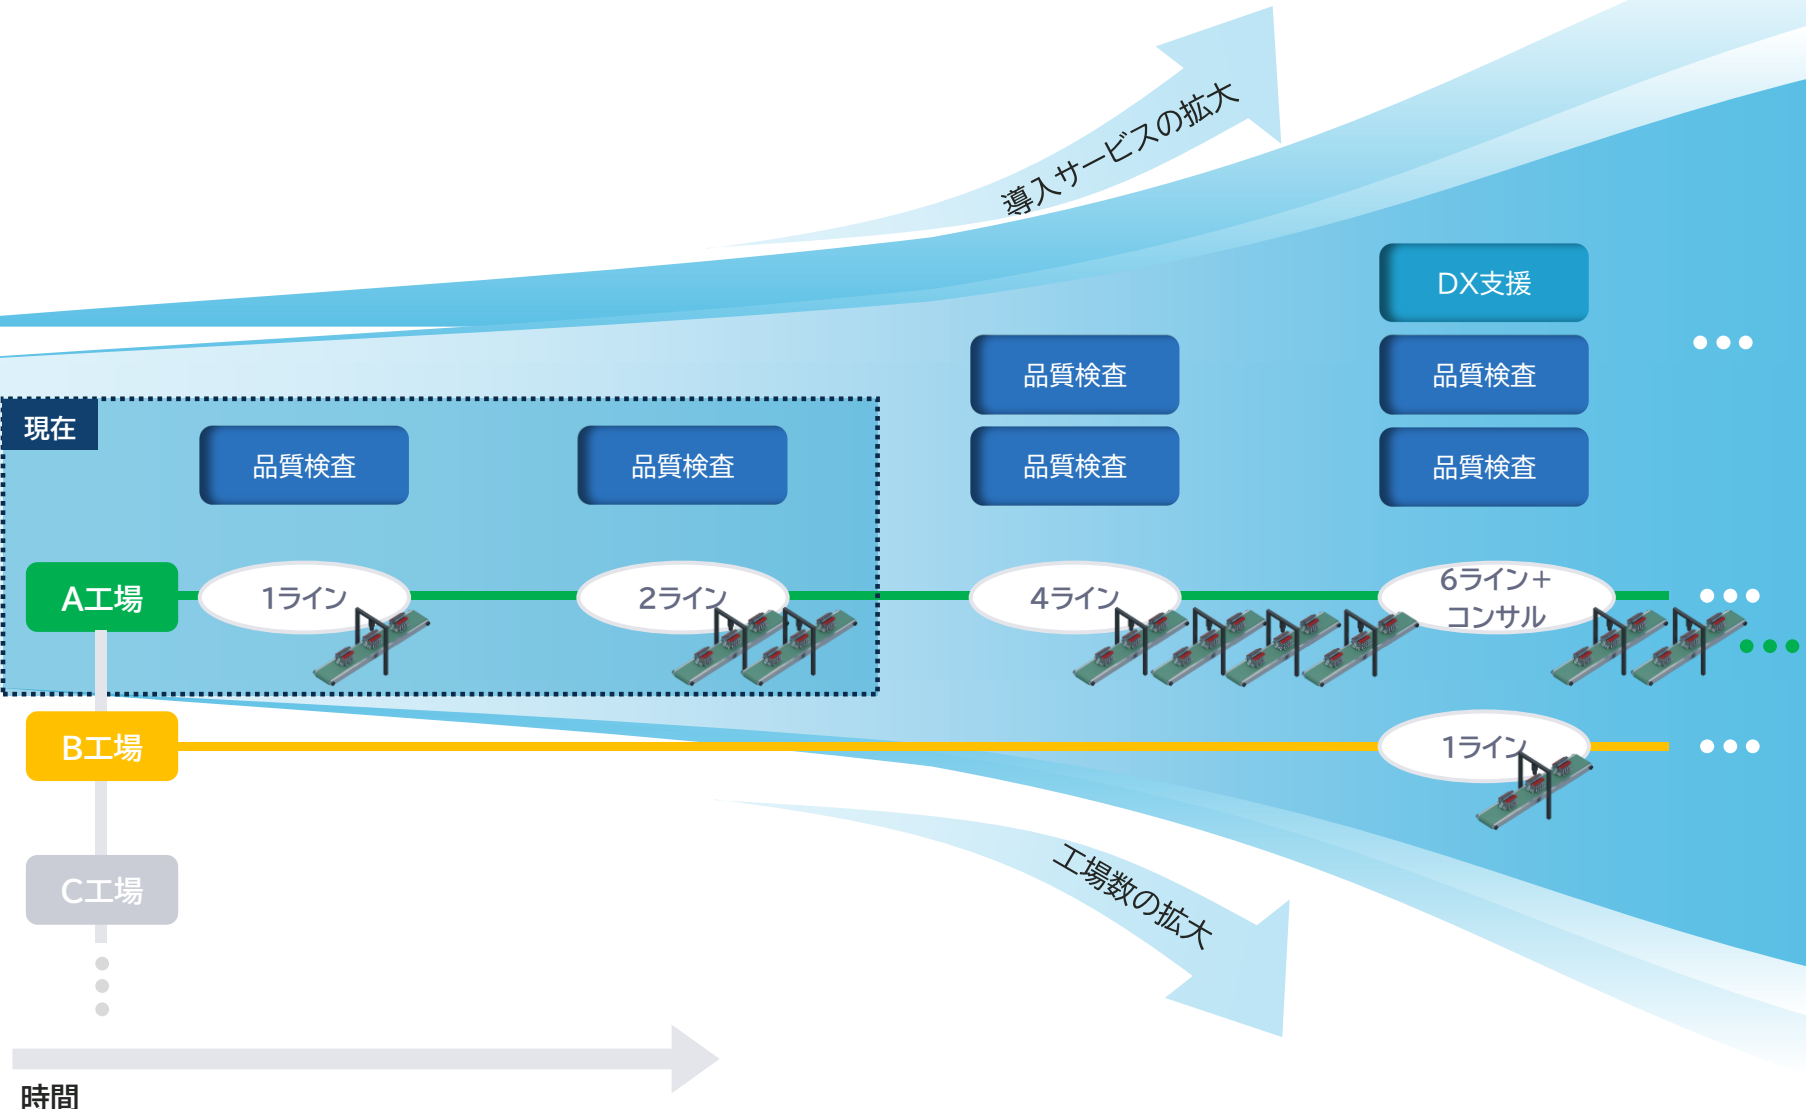 導入サービスの拡大
DX支援
品質検査
品質検査
現在
品質検査
品質検査
品質検査
品質検査
A工場
1ライン
2ライン
4ライン
6ライン＋
コンサル
B工場
1ライン
C工場
工場数の拡大
時間